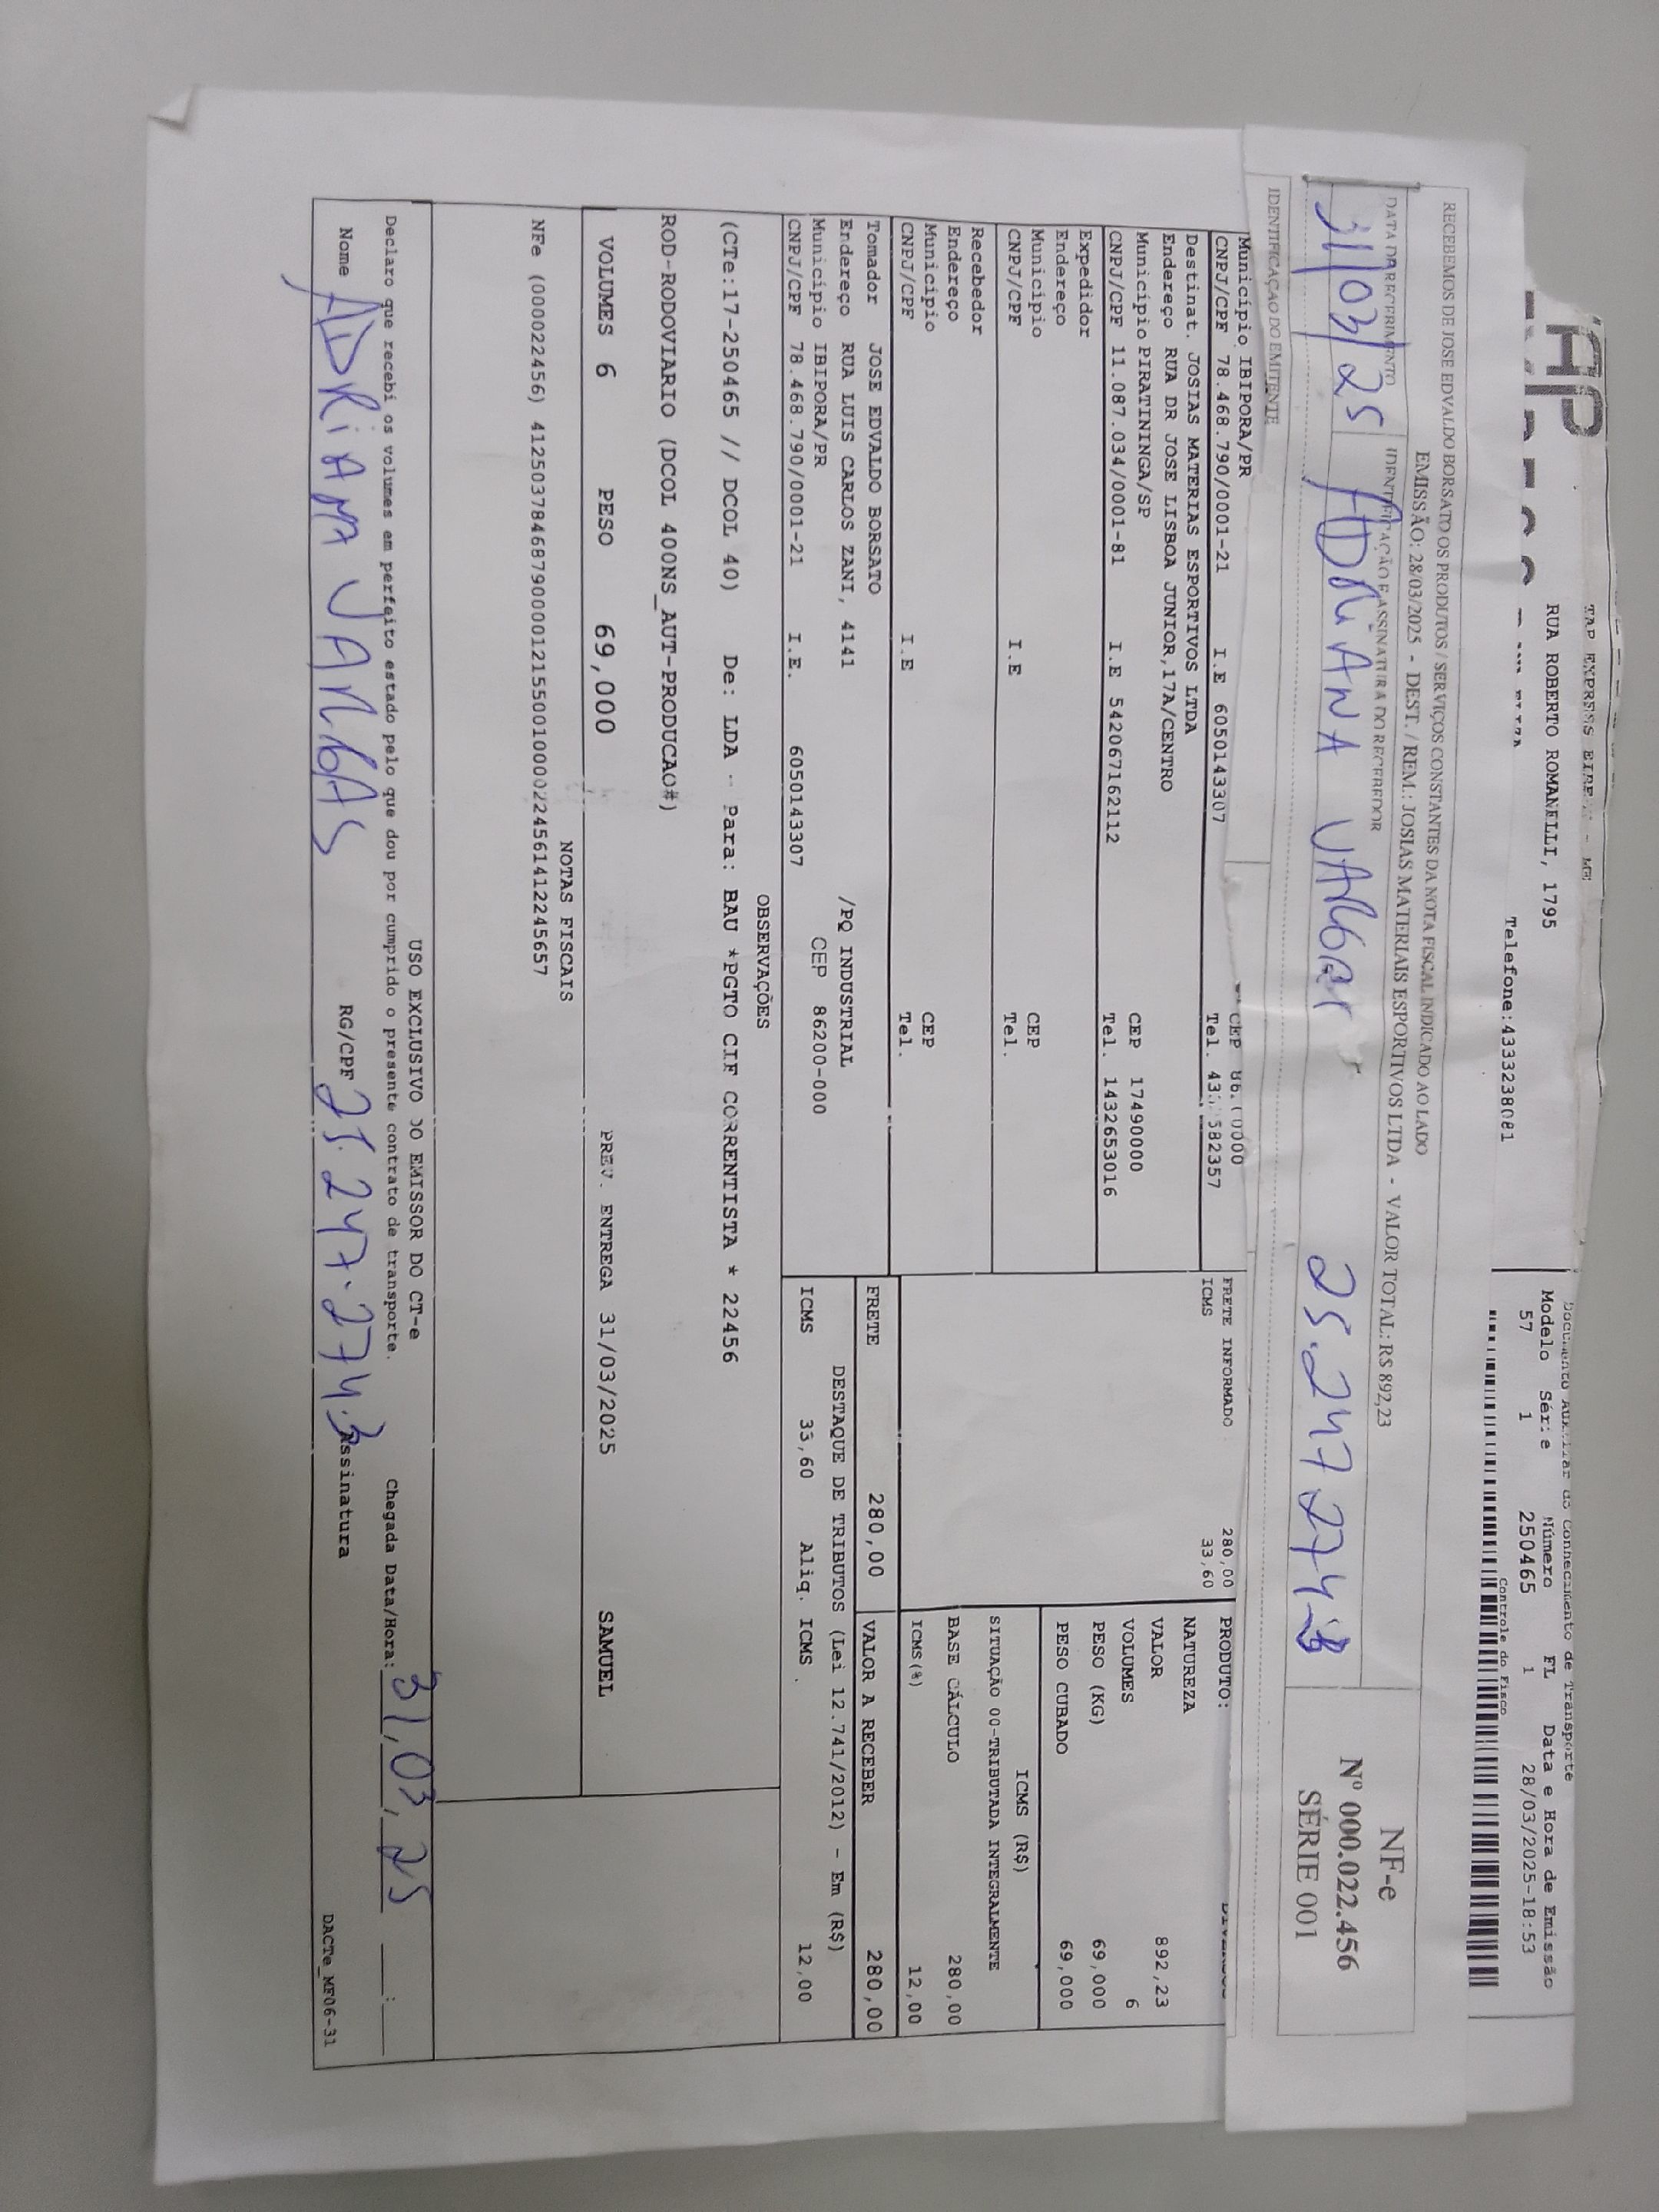 TAP EXPRESS EIRELI - ME
RUA ROBERTO ROMANELLI, 1795
Telefone:4333238081
Documento Auxiliar do Conhecimento de Transporte
Modelo Série Número FL Data e Hora de Emissão
57 1 250465 1 28/03/2025-18:53
Controle do Fisco
RECEBEMOS DE JOSE EDVALDO BORSATO OS PRODUTOS / SERVIÇOS CONSTANTES DA NOTA FISCAL INDICADO AO LADO
EMISSÃO: 28/03/2025 - DEST. / REM.: JOSIAS MATERIAIS ESPORTIVOS LTDA - VALOR TOTAL: R$ 892,23
DATA DE RECEBIMENTO IDENTIFICAÇÃO E ASSINATURA DO RECEBEDOR
31/03/25 ADRIANA VARGAS 25.247274-3
NF-e
Nº 000.022.456
SÉRIE 001
IDENTIFICAÇÃO DO EMITENTE
Município IBIPORA/PR CEP
CNPJ/CPF 78.468.790/0001-21 I.E 6050143307 Tel.
Destinat. JOSIAS MATERIAS ESPORTIVOS LTDA
Endereço RUA DR JOSE LISBOA JUNIOR,17A/CENTRO
Município PIRATININGA/SP CEP 17490000
CNPJ/CPF 11.087.034/0001-81 I.E 542067162112 Tel. 1432653016
Expedidor
Endereço
Município CEP
CNPJ/CPF I.E Tel.
Recebedor
Endereço
Município CEP
CNPJ/CPF I.E Tel.
FRETE INFORMADO 280,00
ICMS 33,60
PRODUTO:
NATUREZA
VALOR 892,23
VOLUMES 6
PESO (KG) 69,000
PESO CUBADO 69,000
ICMS (R$)
SITUAÇÃO 00-TRIBUTADA INTEGRALMENTE
BASE CÁLCULO 280,00
ICMS(%) 12,00
Tomador JOSE EDVALDO BORSATO
Endereço RUA LUIS CARLOS ZANI, 4141 /PQ INDUSTRIAL
Município IBIPORA/PR CEP 86200-000
CNPJ/CPF 78.468.790/0001-21 I.E. 6050143307
FRETE 280,00 VALOR A RECEBER 280,00
DESTAQUE DE TRIBUTOS (Lei 12.741/2012) - Em (R$)
ICMS 33,60 Aliq. ICMS . 12,00
OBSERVAÇÕES
(CTe:17-250465 // DCOL 40) De: LDA -- Para: BAU *PGTO CIF CORRENTISTA * 22456
ROD-RODOVIARIO (DCOL 400NS_AUT-PRODUCAO#)
VOLUMES 6 PESO 69,000 PREV. ENTREGA 31/03/2025 SAMUEL
NOTAS FISCAIS
NFe (000022456) 41250378468790000121550010000224561412245657
USO EXCLUSIVO DO EMISSOR DO CT-e
Declaro que recebi os volumes em perfeito estado pelo que dou por cumprido o presente contrato de transporte. Chegada Data/Hora: 31/03/25 __:__
Nome ADRIANA VARGAS RG/CPF 25.247.274-3 Assinatura
DACTe_MF06-31